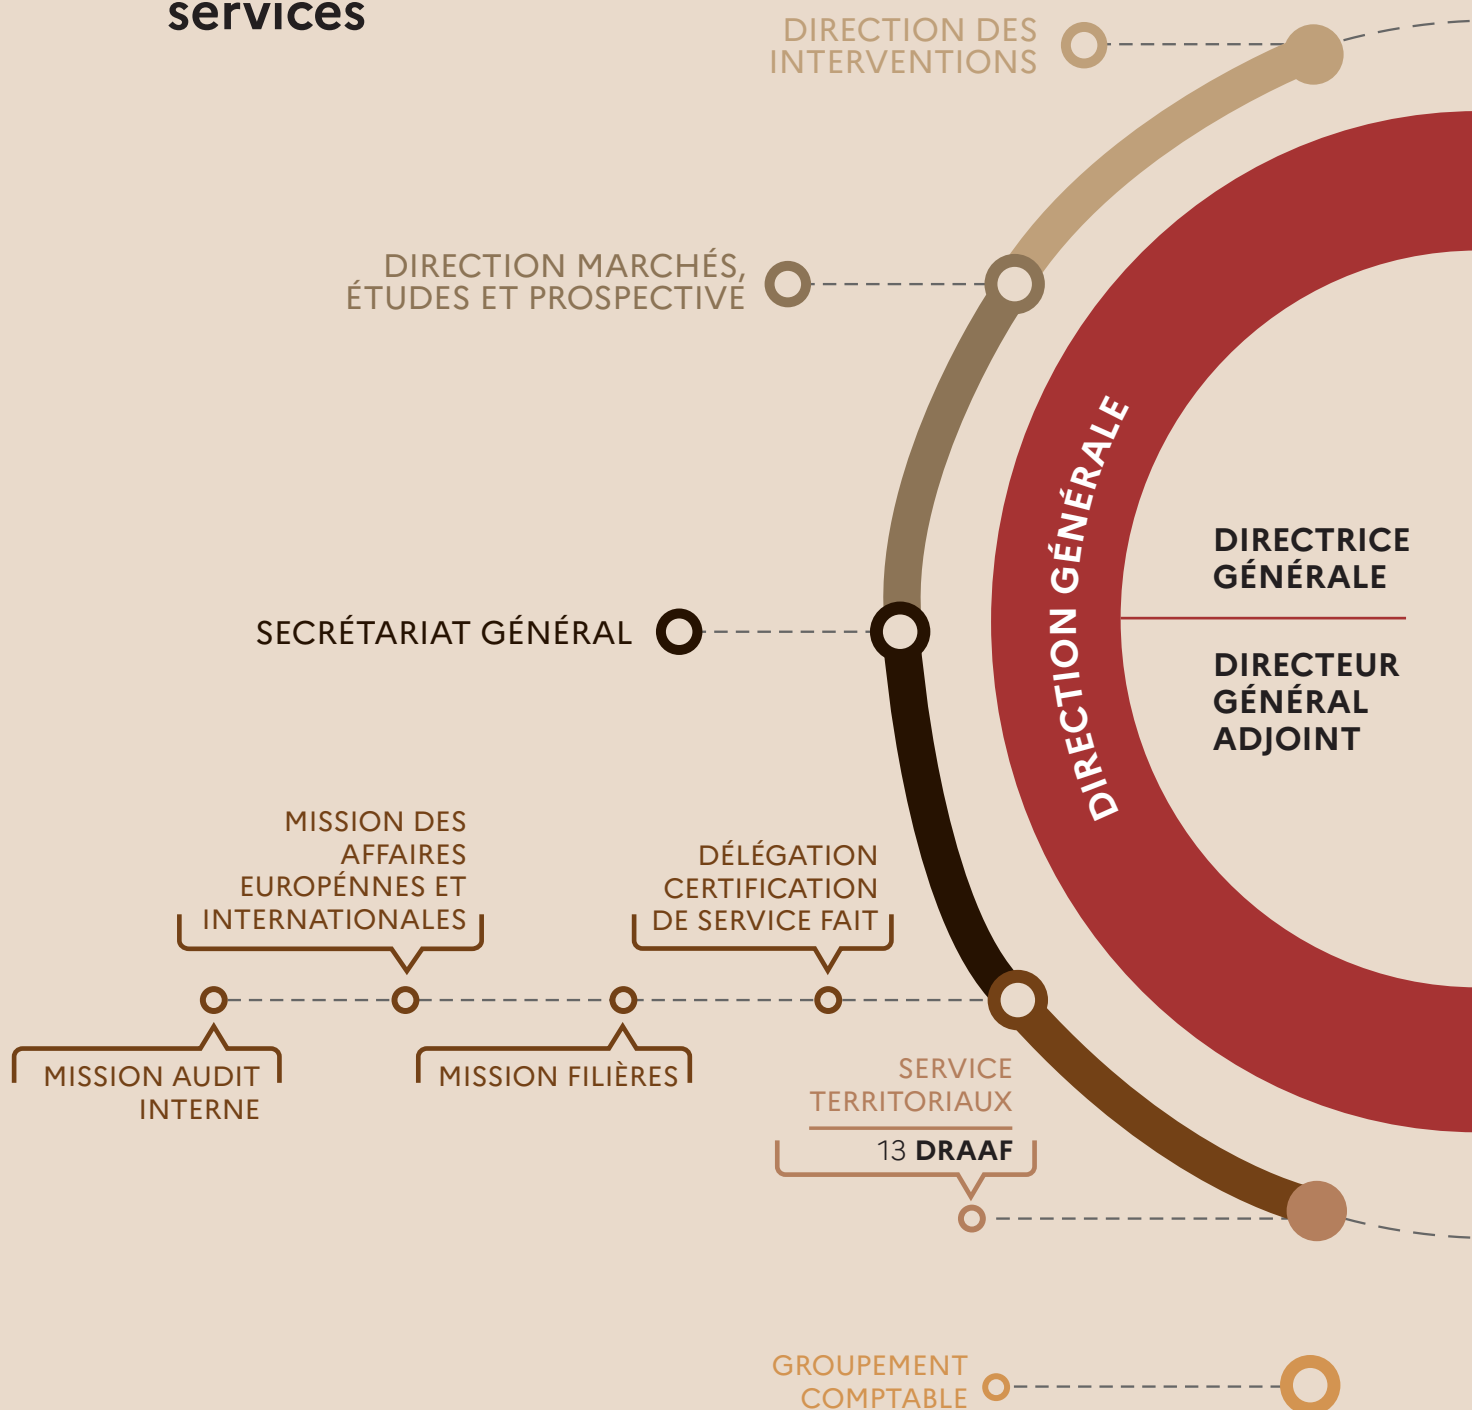 services
DIRECTION DES
INTERVENTIONS
DIRECTION MARCHÉS,
ÉTUDES ET PROSPECTIVE
DIRECTION GÉNÉRALE
DIRECTRICE
GÉNÉRALE
DIRECTEUR
GÉNÉRAL
ADJOINT
SECRÉTARIAT GÉNÉRAL
MISSION DES
AFFAIRES
EUROPÉNNES ET
INTERNATIONALES
DÉLÉGATION
CERTIFICATION
DE SERVICE FAIT
MISSION AUDIT
INTERNE
MISSION FILIÈRES
SERVICE
TERRITORIAUX
13 DRAAF
GROUPEMENT
COMPTABLE